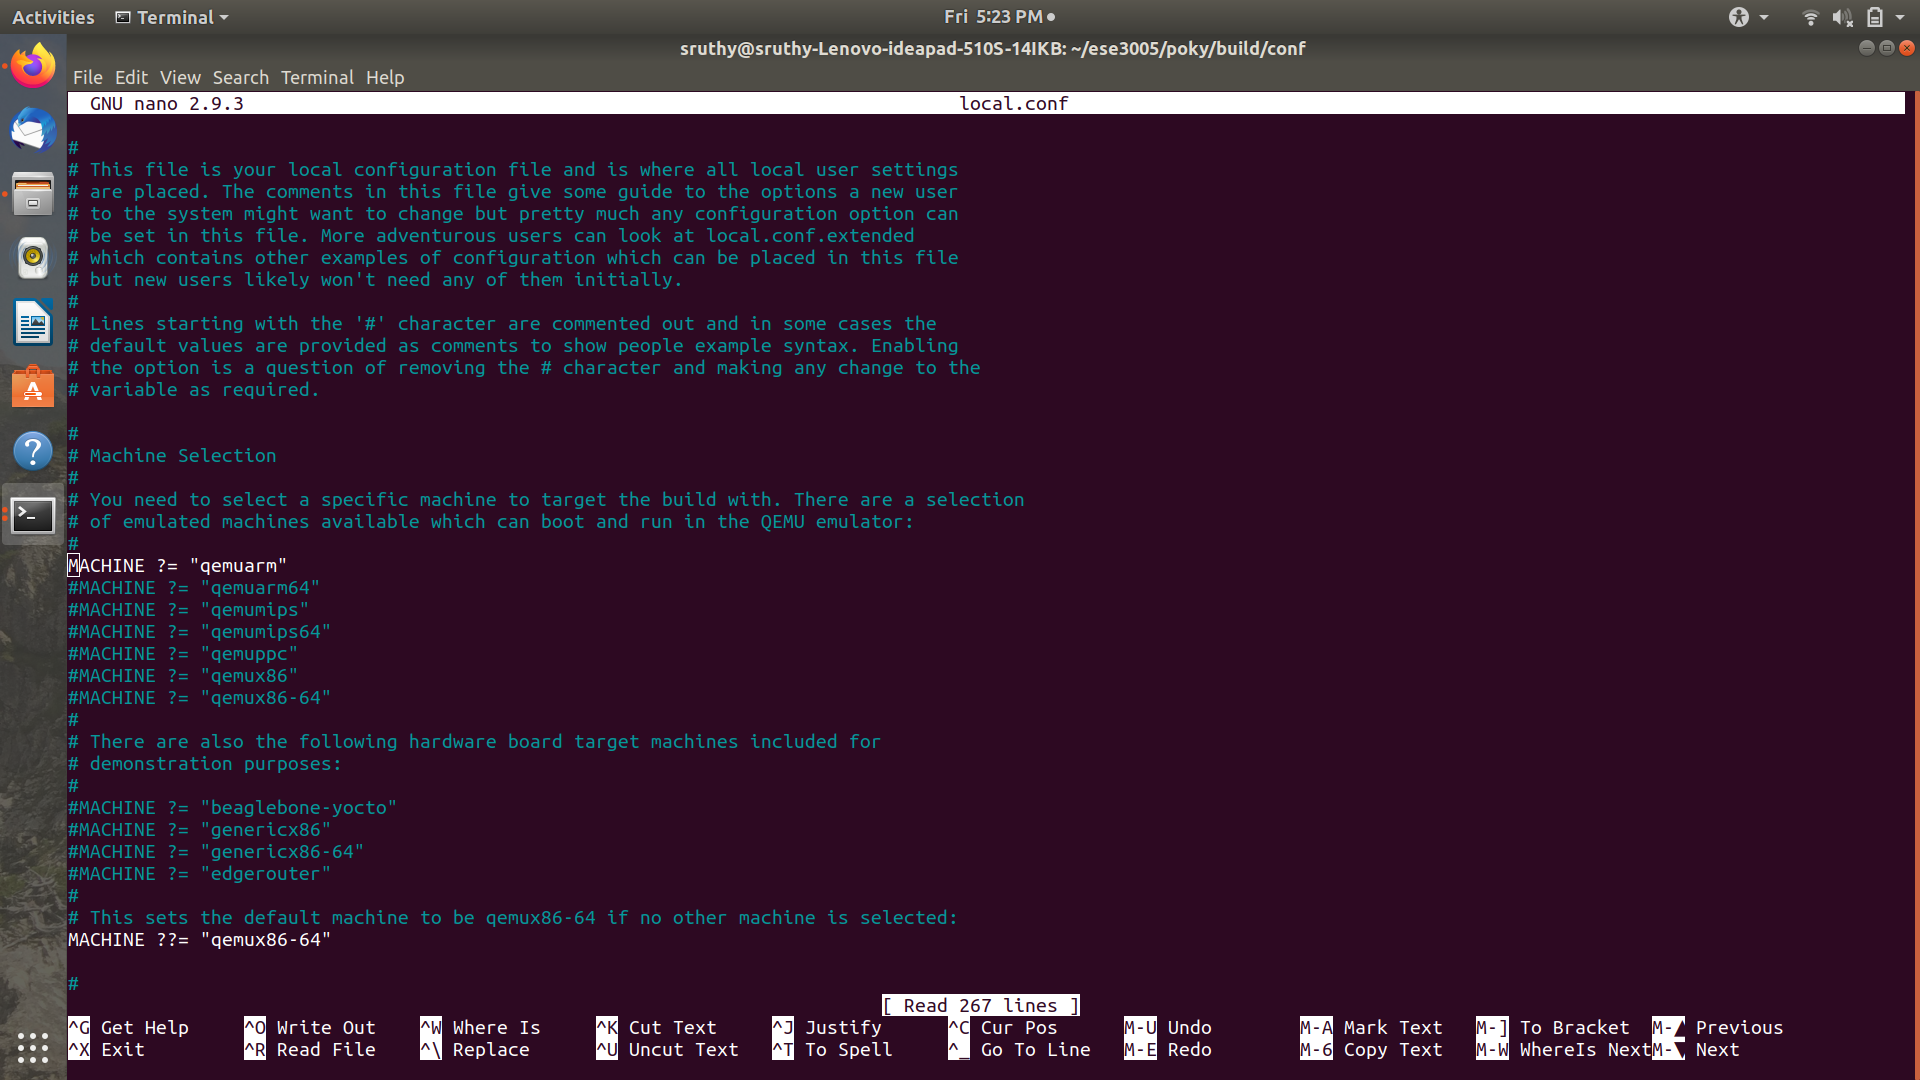 Activities
Terminal
Fri 5:23 PM
sruthy@sruthy-Lenovo-ideapad-510S-14IKB: ~/ese3005/poky/build/conf
File Edit View Search Terminal Help
GNU nano 2.9.3 local.conf
#
# This file is your local configuration file and is where all local user settings
# are placed. The comments in this file give some guide to the options a new user
# to the system might want to change but pretty much any configuration option can
# be set in this file. More adventurous users can look at local.conf.extended
# which contains other examples of configuration which can be placed in this file
# but new users likely won't need any of them initially.
#
# Lines starting with the '#' character are commented out and in some cases the
# default values are provided as comments to show people example syntax. Enabling
# the option is a question of removing the # character and making any change to the
# variable as required.
#
# Machine Selection
#
# You need to select a specific machine to target the build with. There are a selection
# of emulated machines available which can boot and run in the QEMU emulator:
#
MACHINE ?= "qemuarm"
#MACHINE ?= "qemuarm64"
#MACHINE ?= "qemumips"
#MACHINE ?= "qemumips64"
#MACHINE ?= "qemuppc"
#MACHINE ?= "qemux86"
#MACHINE ?= "qemux86-64"
#
# There are also the following hardware board target machines included for
# demonstration purposes:
#
#MACHINE ?= "beaglebone-yocto"
#MACHINE ?= "genericx86"
#MACHINE ?= "genericx86-64"
#MACHINE ?= "edgerouter"
#
# This sets the default machine to be qemux86-64 if no other machine is selected:
MACHINE ??= "qemux86-64"
#
[ Read 267 lines ]
^G Get Help ^O Write Out ^W Where Is ^K Cut Text ^J Justify ^C Cur Pos M-U Undo M-A Mark Text M-] To Bracket M-▲ Previous
^X Exit ^R Read File ^\ Replace ^U Uncut Text ^T To Spell ^_ Go To Line M-E Redo M-6 Copy Text M-W WhereIs Next M-▼ Next